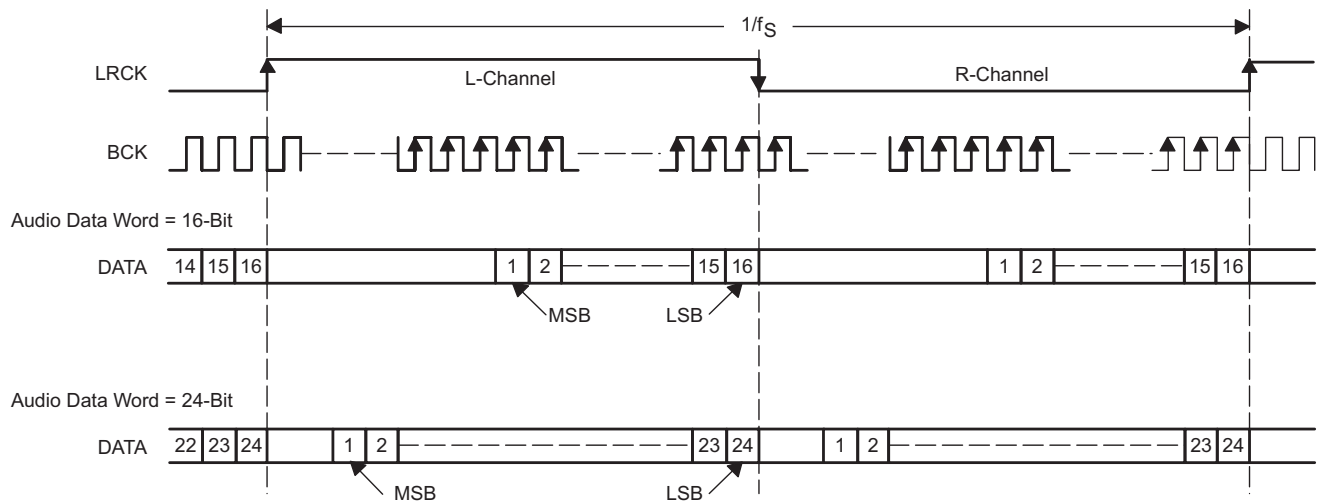 1/fS
LRCK
L-Channel
R-Channel
BCK
Audio Data Word = 16-Bit
DATA
14 15 16 1 2 15 16 1 2 15 16
MSB
LSB
Audio Data Word = 24-Bit
DATA
22 23 24 1 2 23 24 1 2 23 24
MSB
LSB